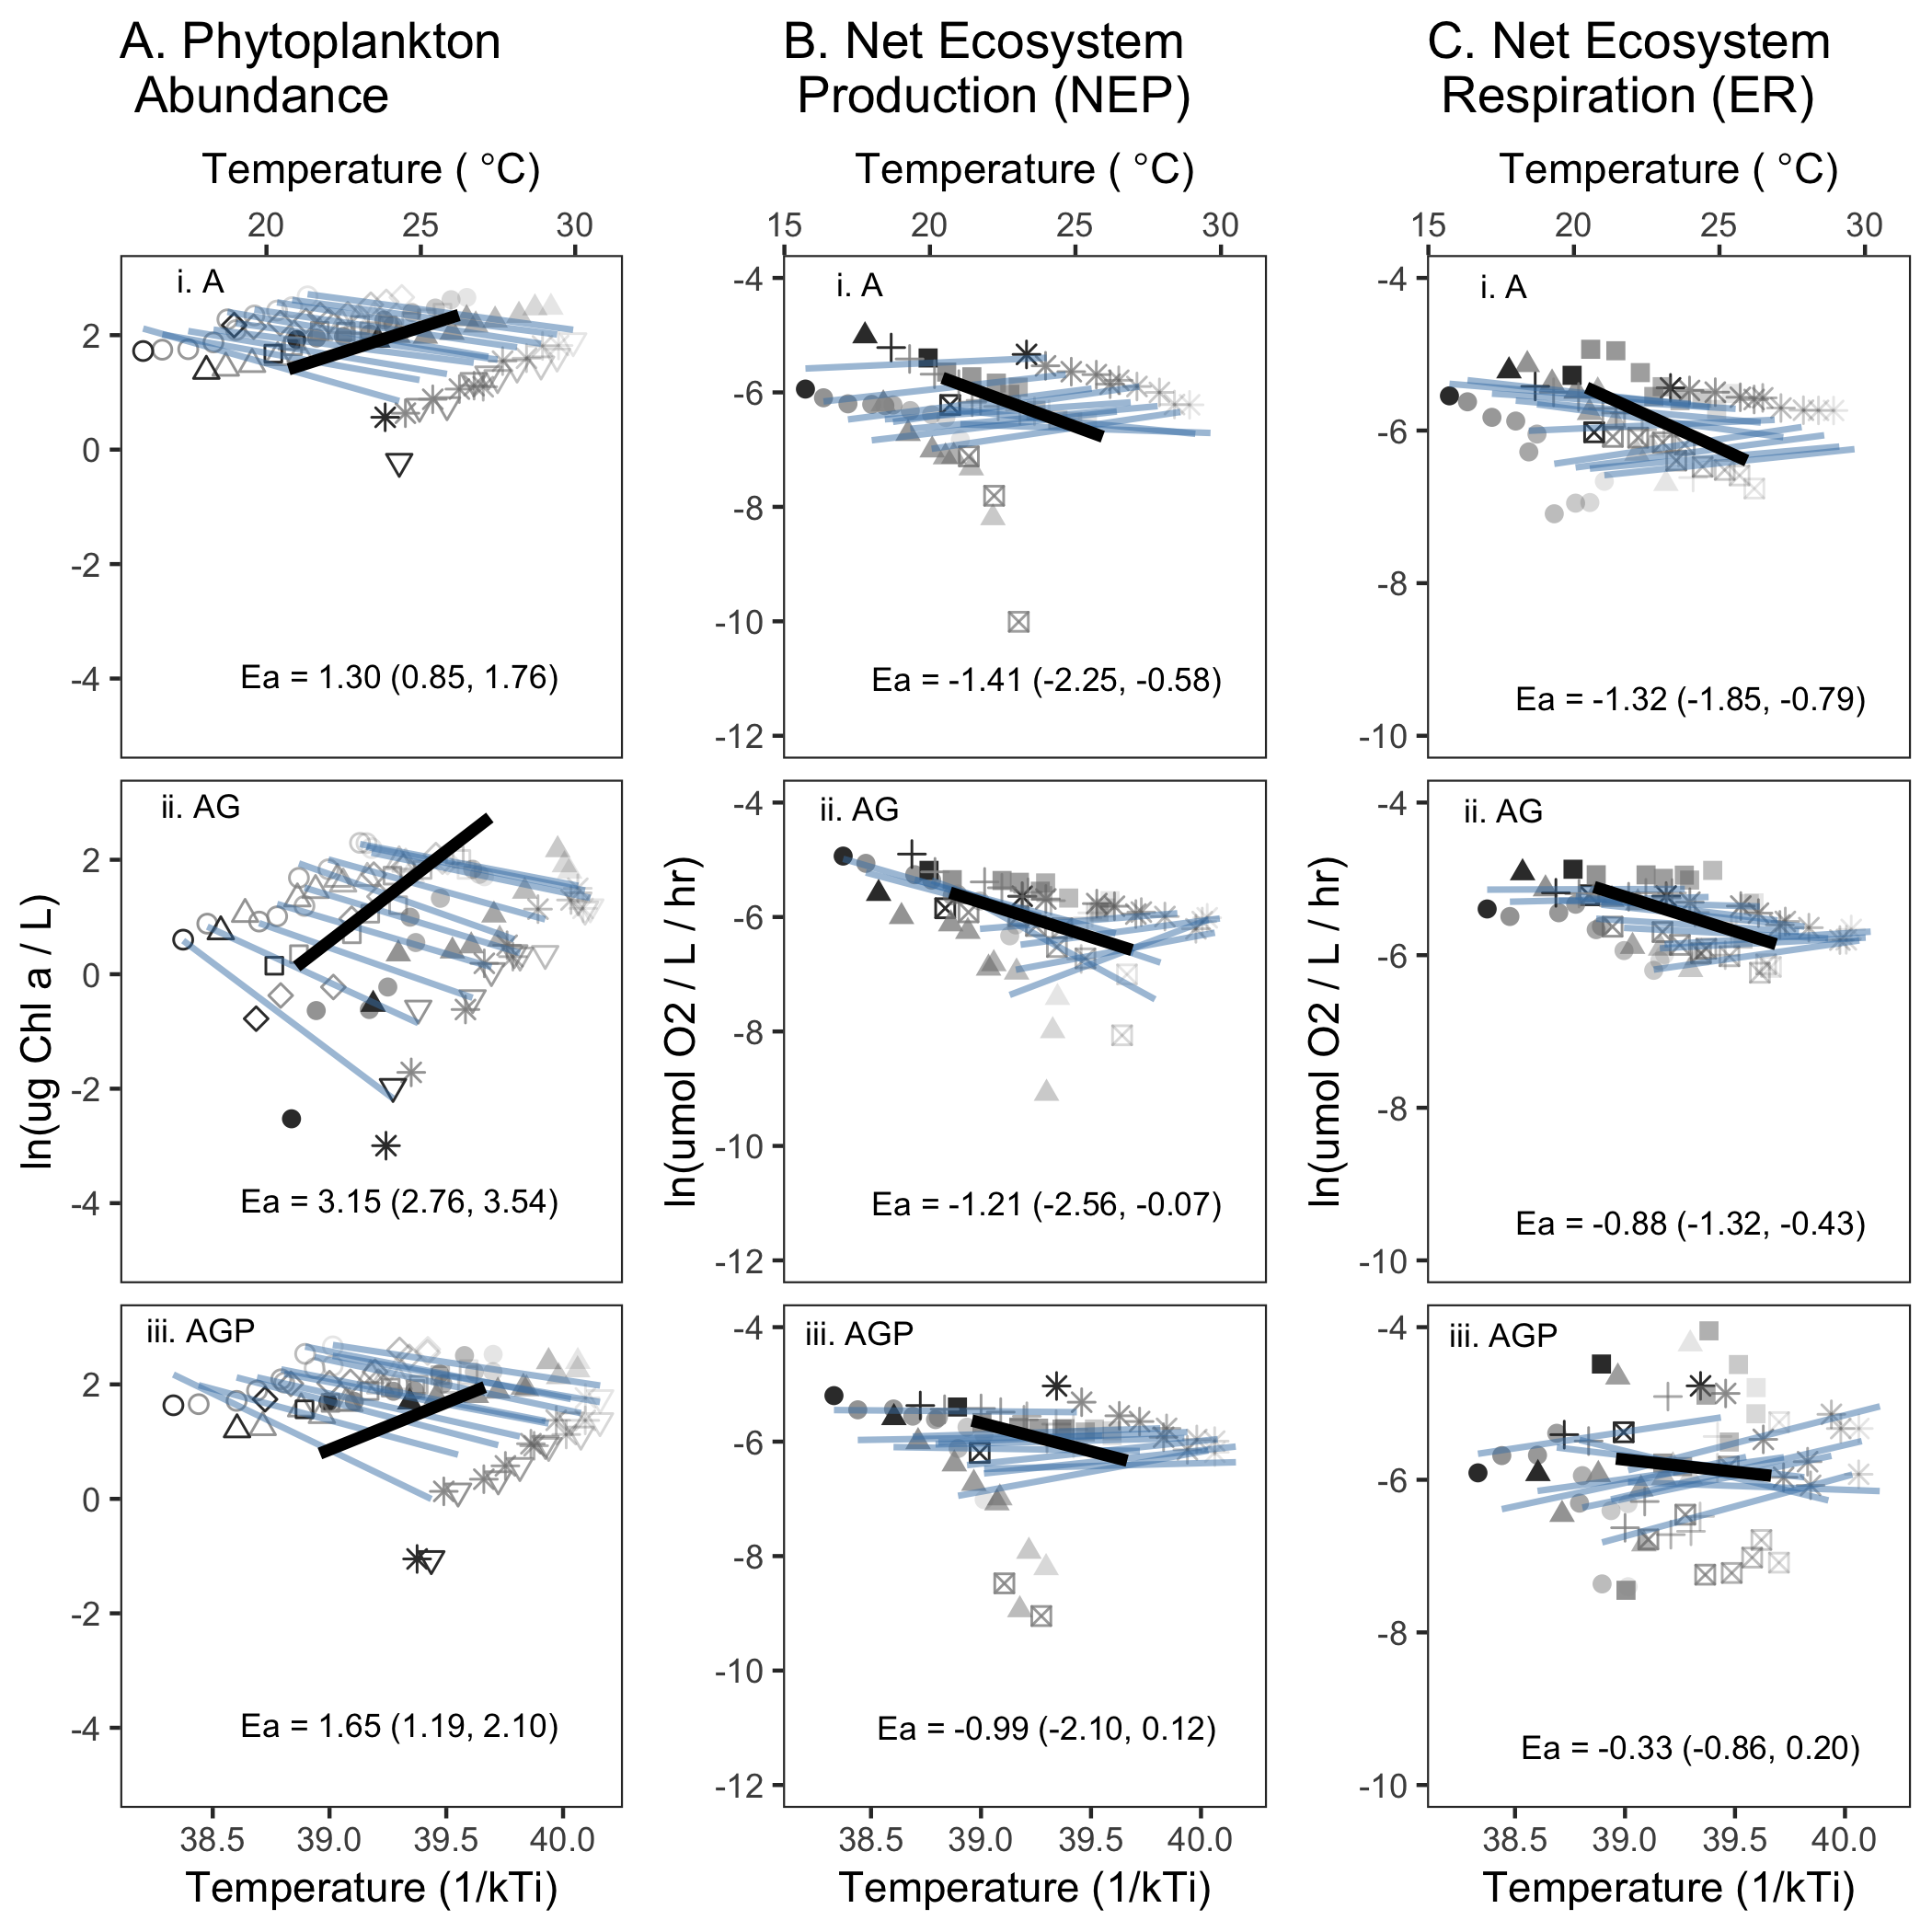 A. Phytoplankton
Abundance
B. Net Ecosystem
Production (NEP)
C. Net Ecosystem
Respiration (ER)
Temperature ( °C)
Temperature ( °C)
Temperature ( °C)
20 25 30
15 20 25 30
15 20 25 30
i. A
2
0
-2
-4
Ea = 1.30 (0.85, 1.76)
i. A
-4
-6
-8
-10
-12
Ea = -1.41 (-2.25, -0.58)
i. A
-4
-6
-8
-10
Ea = -1.32 (-1.85, -0.79)
ln(ug Chl a / L)
ii. AG
2
0
-2
-4
Ea = 3.15 (2.76, 3.54)
ln(umol O2 / L / hr)
ii. AG
-4
-6
-8
-10
-12
Ea = -1.21 (-2.56, -0.07)
ln(umol O2 / L / hr)
ii. AG
-4
-6
-8
-10
Ea = -0.88 (-1.32, -0.43)
iii. AGP
2
0
-2
-4
Ea = 1.65 (1.19, 2.10)
iii. AGP
-4
-6
-8
-10
-12
Ea = -0.99 (-2.10, 0.12)
iii. AGP
-4
-6
-8
-10
Ea = -0.33 (-0.86, 0.20)
38.5 39.0 39.5 40.0
38.5 39.0 39.5 40.0
38.5 39.0 39.5 40.0
Temperature (1/kTi)
Temperature (1/kTi)
Temperature (1/kTi)